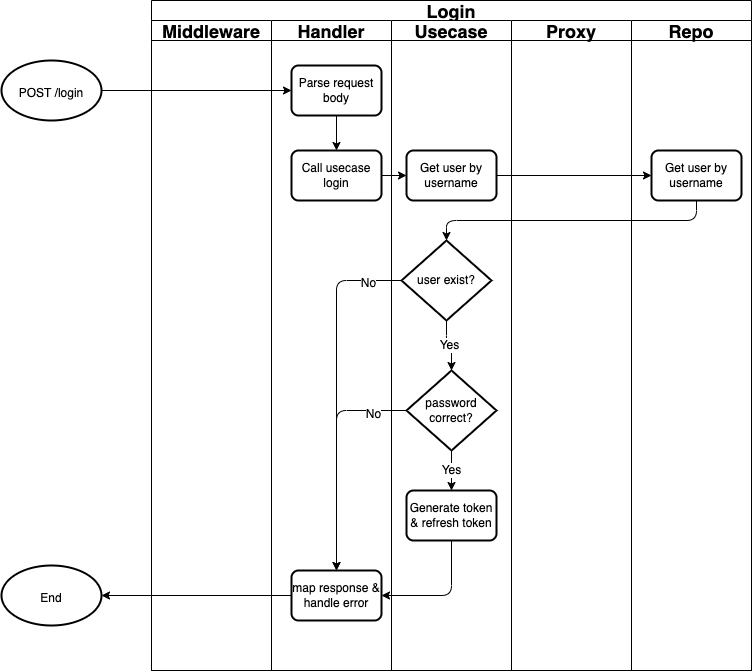 Login
Middleware
Handler
Usecase
Proxy
Repo
POST /login
Parse request
body
Call usecase
login
Get user by
username
Get user by
username
user exist?
No
Yes
password
correct?
No
Yes
Generate token
& refresh token
map response &
handle error
End